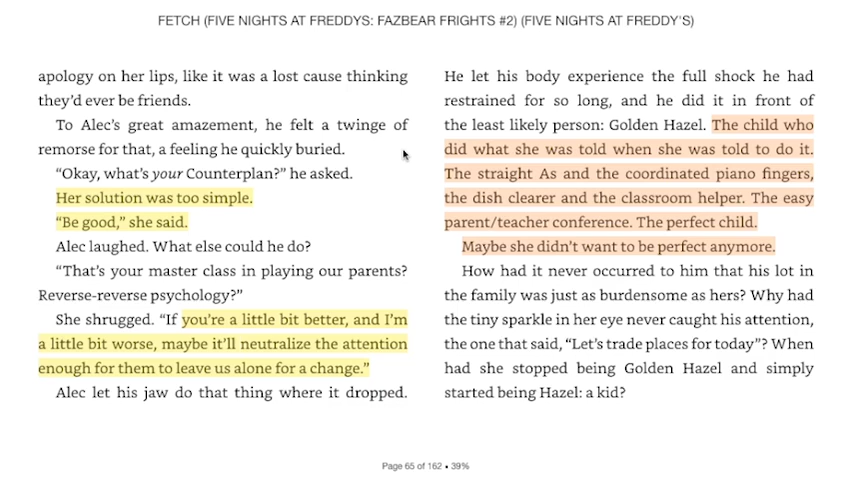 FETCH (FIVE NIGHTS AT FREDDYS: FAZBEAR FRIGHTS #2) (FIVE NIGHTS AT FREDDY'S)
apology on her lips, like it was a lost cause thinking
they’d ever be friends.
To Alec’s great amazement, he felt a twinge of
remorse for that, a feeling he quickly buried.
“Okay, what’s your Counterplan?” he asked.
Her solution was too simple.
“Be good,” she said.
Alec laughed. What else could he do?
“That’s your master class in playing our parents?
Reverse-reverse psychology?”
She shrugged. “If you’re a little bit better, and I’m
a little bit worse, maybe it’ll neutralize the attention
enough for them to leave us alone for a change.”
Alec let his jaw do that thing where it dropped.
He let his body experience the full shock he had
restrained for so long, and he did it in front of
the least likely person: Golden Hazel. The child who
did what she was told when she was told to do it.
The straight As and the coordinated piano fingers,
the dish clearer and the classroom helper. The easy
parent/teacher conference. The perfect child.
Maybe she didn’t want to be perfect anymore.
How had it never occurred to him that his lot in
the family was just as burdensome as hers? Why had
the tiny sparkle in her eye never caught his attention,
the one that said, “Let’s trade places for today”? When
had she stopped being Golden Hazel and simply
started being Hazel: a kid?
Page 65 of 162 • 39%